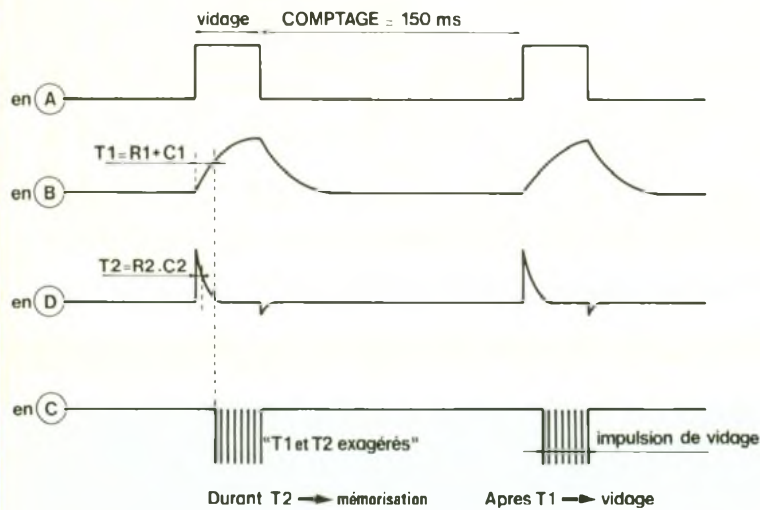 vidage COMPTAGE = 150 ms
en A
T1=R1+C1
en B
T2=R2.C2
en D
en C
"T1 et T2 exagérés"
impulsion de vidage
Durant T2 → mémorisation Apres T1 → vidage